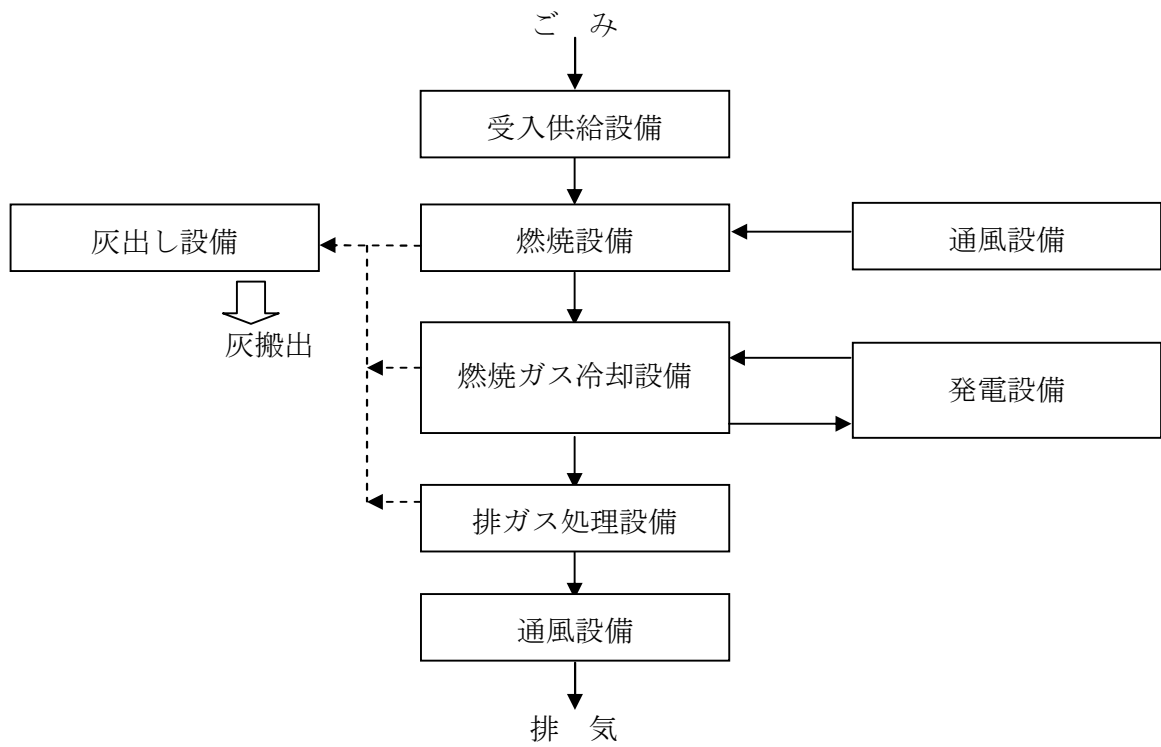 ご み
受入供給設備
灰出し設備
燃焼設備
通風設備
灰搬出
燃焼ガス冷却設備
発電設備
排ガス処理設備
通風設備
排 気